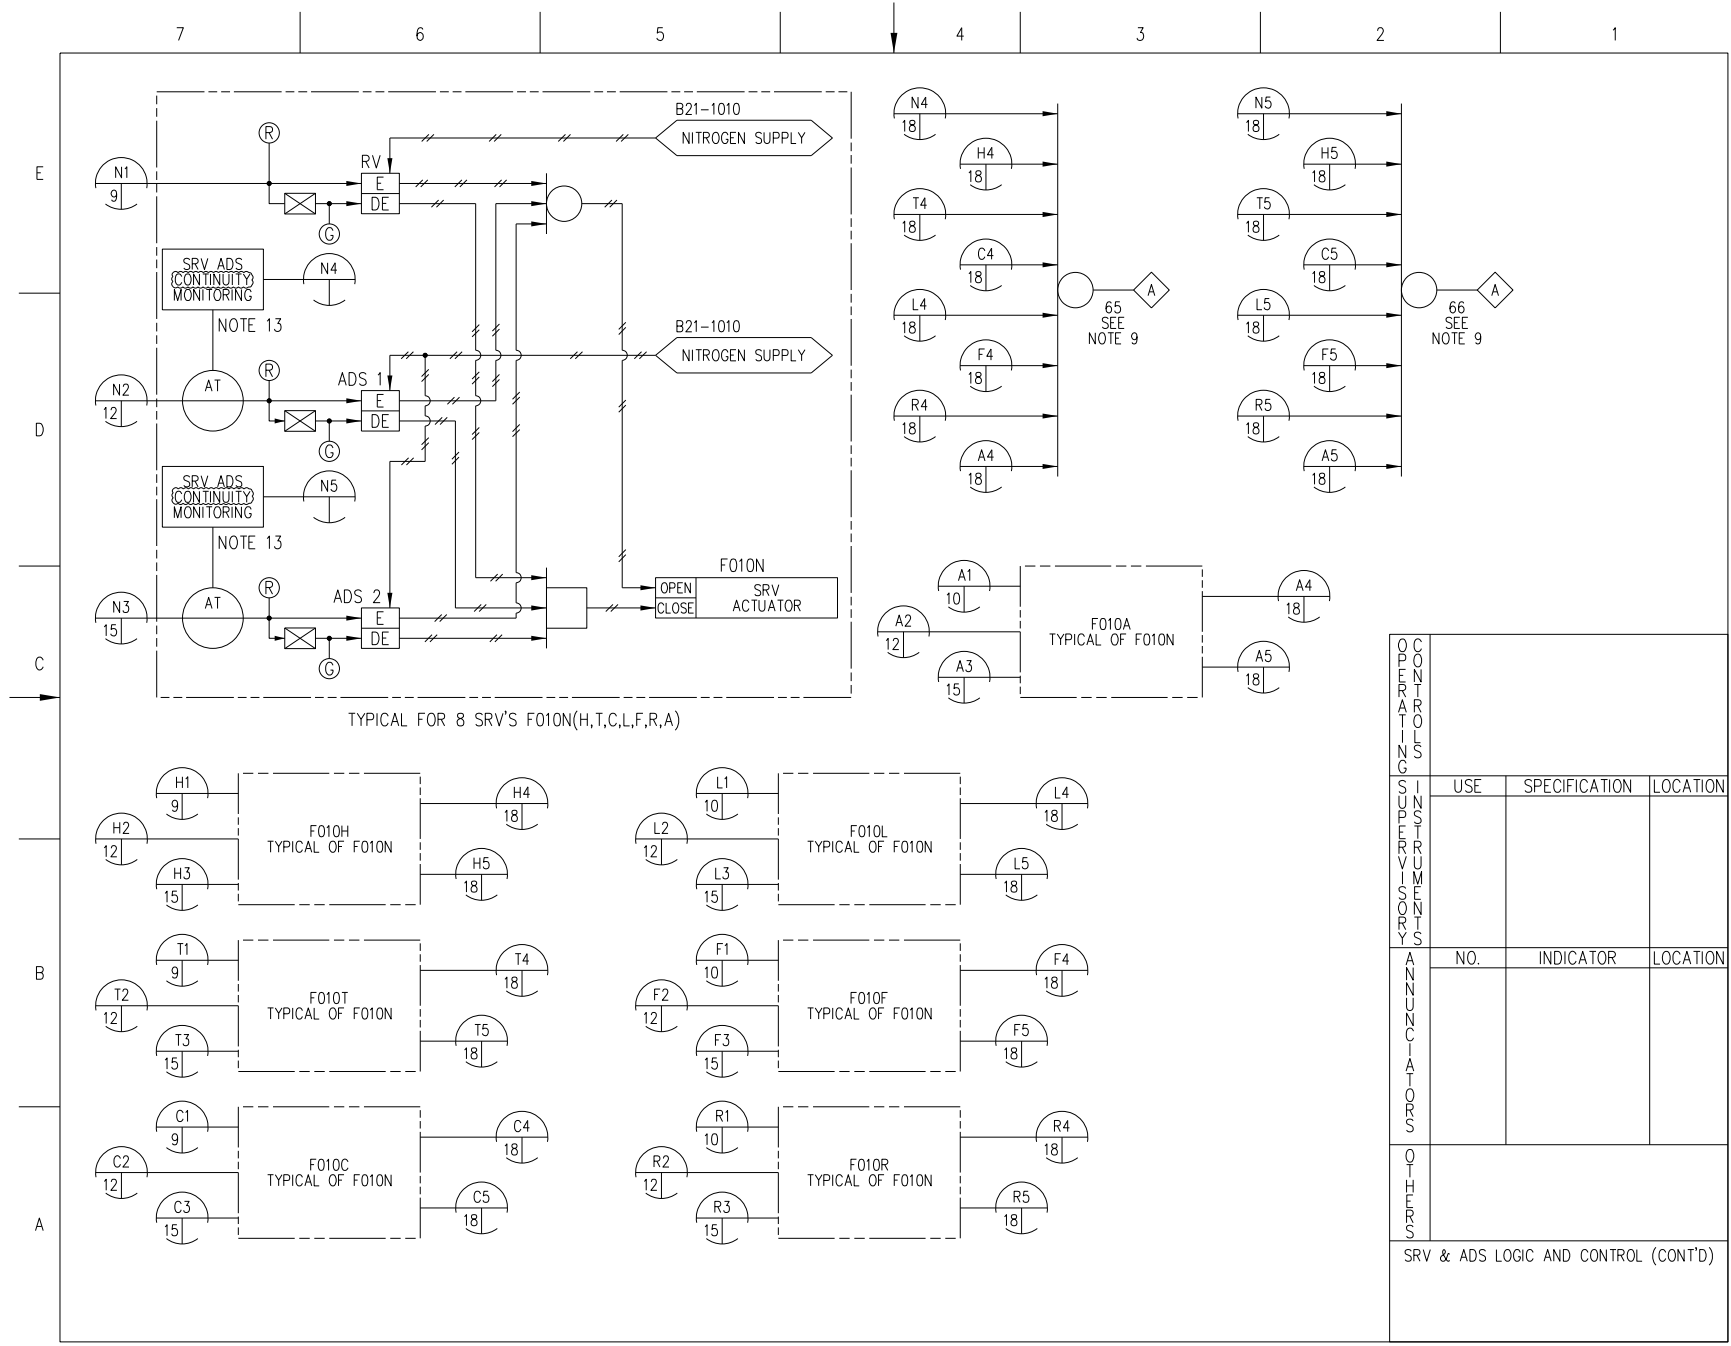 7 6 5 4 3 2 1
E
D
C
B
A
B21-1010
NITROGEN SUPPLY
R
RV
N1
9
E
DE
G
SRV ADS
CONTINUITY
MONITORING
N4
NOTE 13
B21-1010
NITROGEN SUPPLY
R
ADS 1
N2
12
AT
E
DE
G
SRV ADS
CONTINUITY
MONITORING
N5
NOTE 13
R
ADS 2
N3
15
AT
E
DE
G
F010N
OPEN
CLOSE
SRV
ACTUATOR
TYPICAL FOR 8 SRV'S F010N(H,T,C,L,F,R,A)
N4
18
H4
18
T4
18
C4
18
L4
18
F4
18
R4
18
A4
18
A
65
SEE
NOTE 9
N5
18
H5
18
T5
18
C5
18
L5
18
F5
18
R5
18
A5
18
A
66
SEE
NOTE 9
A1
10
A2
12
A3
15
F010A
TYPICAL OF F010N
A4
18
A5
18
H1
9
H2
12
H3
15
F010H
TYPICAL OF F010N
H4
18
H5
18
L1
10
L2
12
L3
15
F010L
TYPICAL OF F010N
L4
18
L5
18
T1
9
T2
12
T3
15
F010T
TYPICAL OF F010N
T4
18
T5
18
F1
10
F2
12
F3
15
F010F
TYPICAL OF F010N
F4
18
F5
18
C1
9
C2
12
C3
15
F010C
TYPICAL OF F010N
C4
18
C5
18
R1
10
R2
12
R3
15
F010R
TYPICAL OF F010N
R4
18
R5
18
OPERATING
CONTROLS
SUPERVISORY
INSTRUMENTS
USE SPECIFICATION LOCATION
ANNUNCIATORS
NO. INDICATOR LOCATION
OTHERS
SRV & ADS LOGIC AND CONTROL (CONT'D)